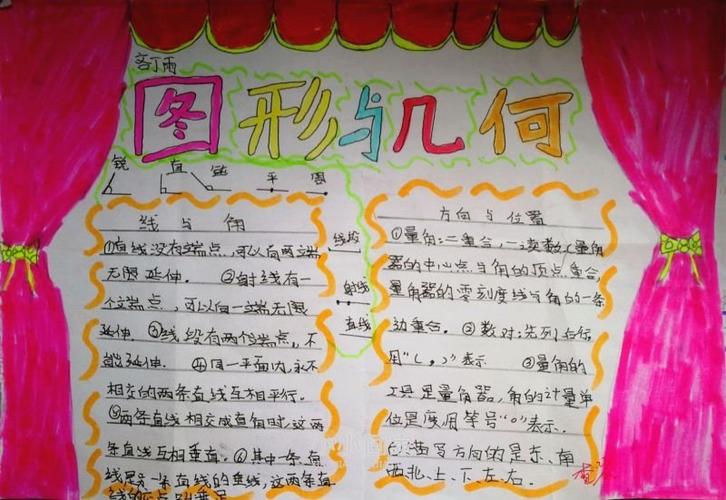 图形与几何
锐 直 钝 平 周
线与角
①直线没有端点,可以向两端
无限延伸. ②射线有一
个端点,可以向一端无限
延伸. ③线段有两个端点,不
能延伸. ④同一平面内,永不
相交的两条直线互相平行.
⑤两条直线相交成直角时,这两
条直线互相垂直. ⑥其中一条直
线是另一条直线的垂线,这两条直
线的
线段
射线
直线
方向与位置
①量角:二重合,一读数(量角
器的中心点与角的顶点重合,
量角器的零刻度线与角的一条
边重合. ②数对:先列后行
用“( , )”表示 ③量角的
工具是量角器,角的计量单
位是度用符号“°”表示.
方向的是东、南
西、北、上、下、左、右.